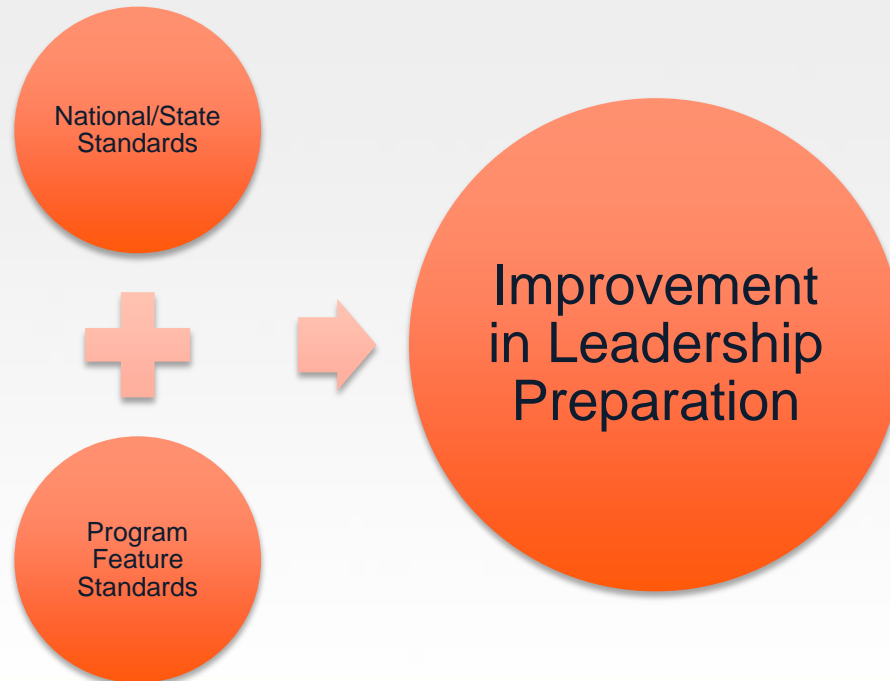 National/State
Standards
Program
Feature
Standards
Improvement
in Leadership
Preparation